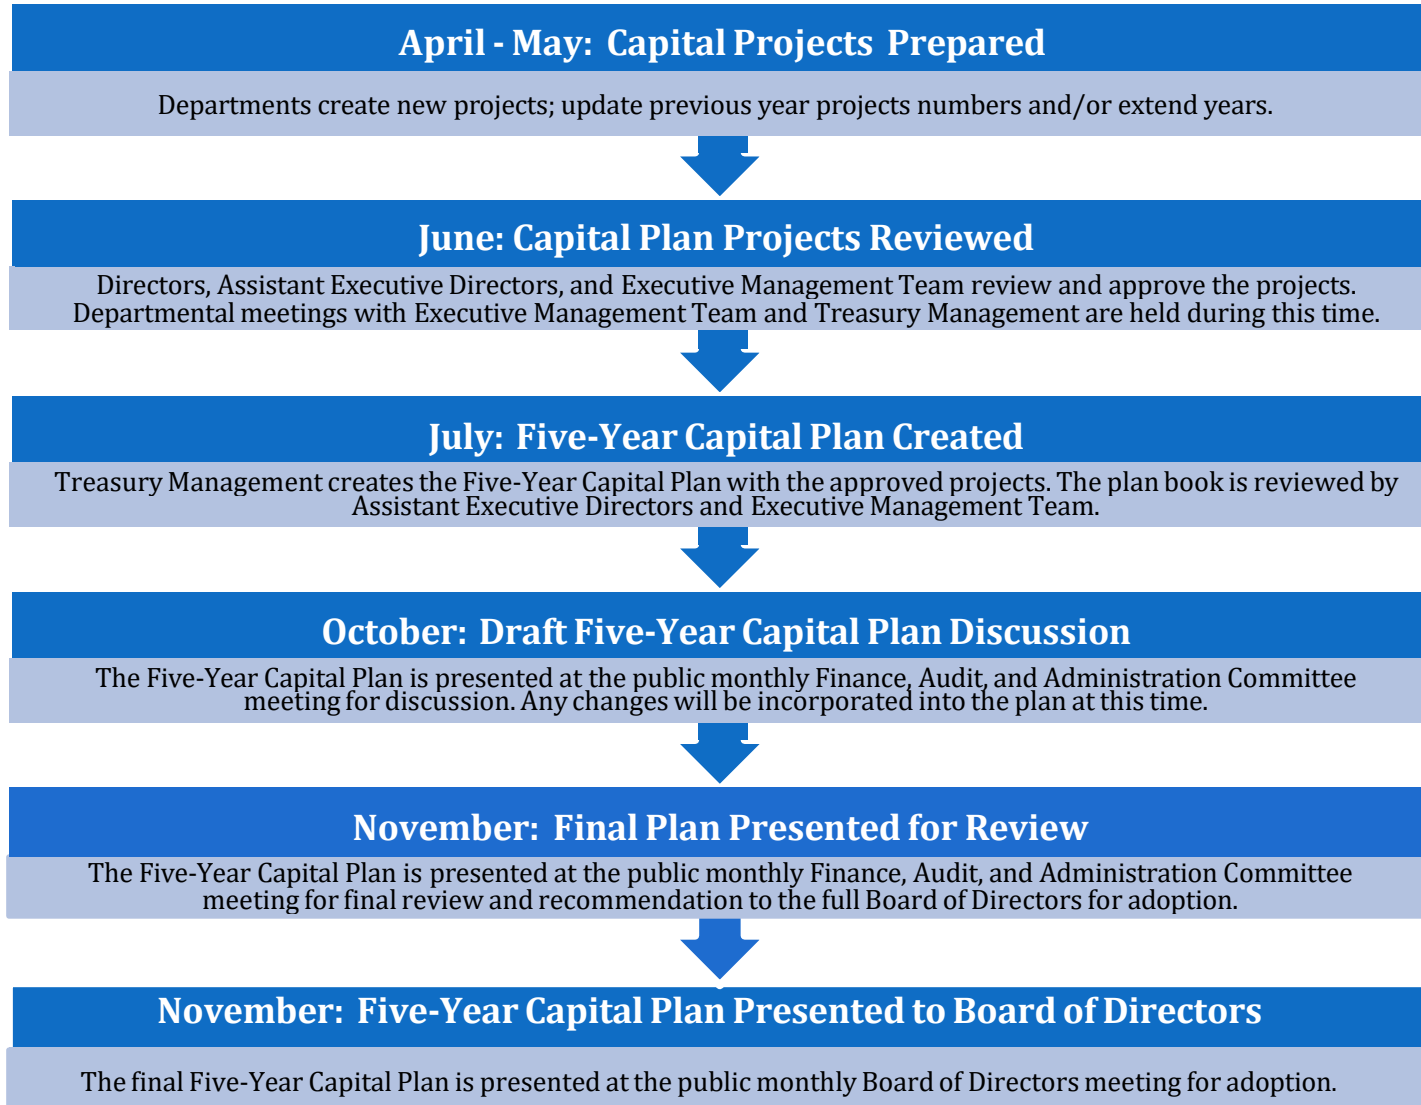 April - May: Capital Projects Prepared
Departments create new projects; update previous year projects numbers and/or extend years.
June: Capital Plan Projects Reviewed
Directors, Assistant Executive Directors, and Executive Management Team review and approve the projects.
Departmental meetings with Executive Management Team and Treasury Management are held during this time.
July: Five-Year Capital Plan Created
Treasury Management creates the Five-Year Capital Plan with the approved projects. The plan book is reviewed by
Assistant Executive Directors and Executive Management Team.
October: Draft Five-Year Capital Plan Discussion
The Five-Year Capital Plan is presented at the public monthly Finance, Audit, and Administration Committee
meeting for discussion. Any changes will be incorporated into the plan at this time.
November: Final Plan Presented for Review
The Five-Year Capital Plan is presented at the public monthly Finance, Audit, and Administration Committee
meeting for final review and recommendation to the full Board of Directors for adoption.
November: Five-Year Capital Plan Presented to Board of Directors
The final Five-Year Capital Plan is presented at the public monthly Board of Directors meeting for adoption.